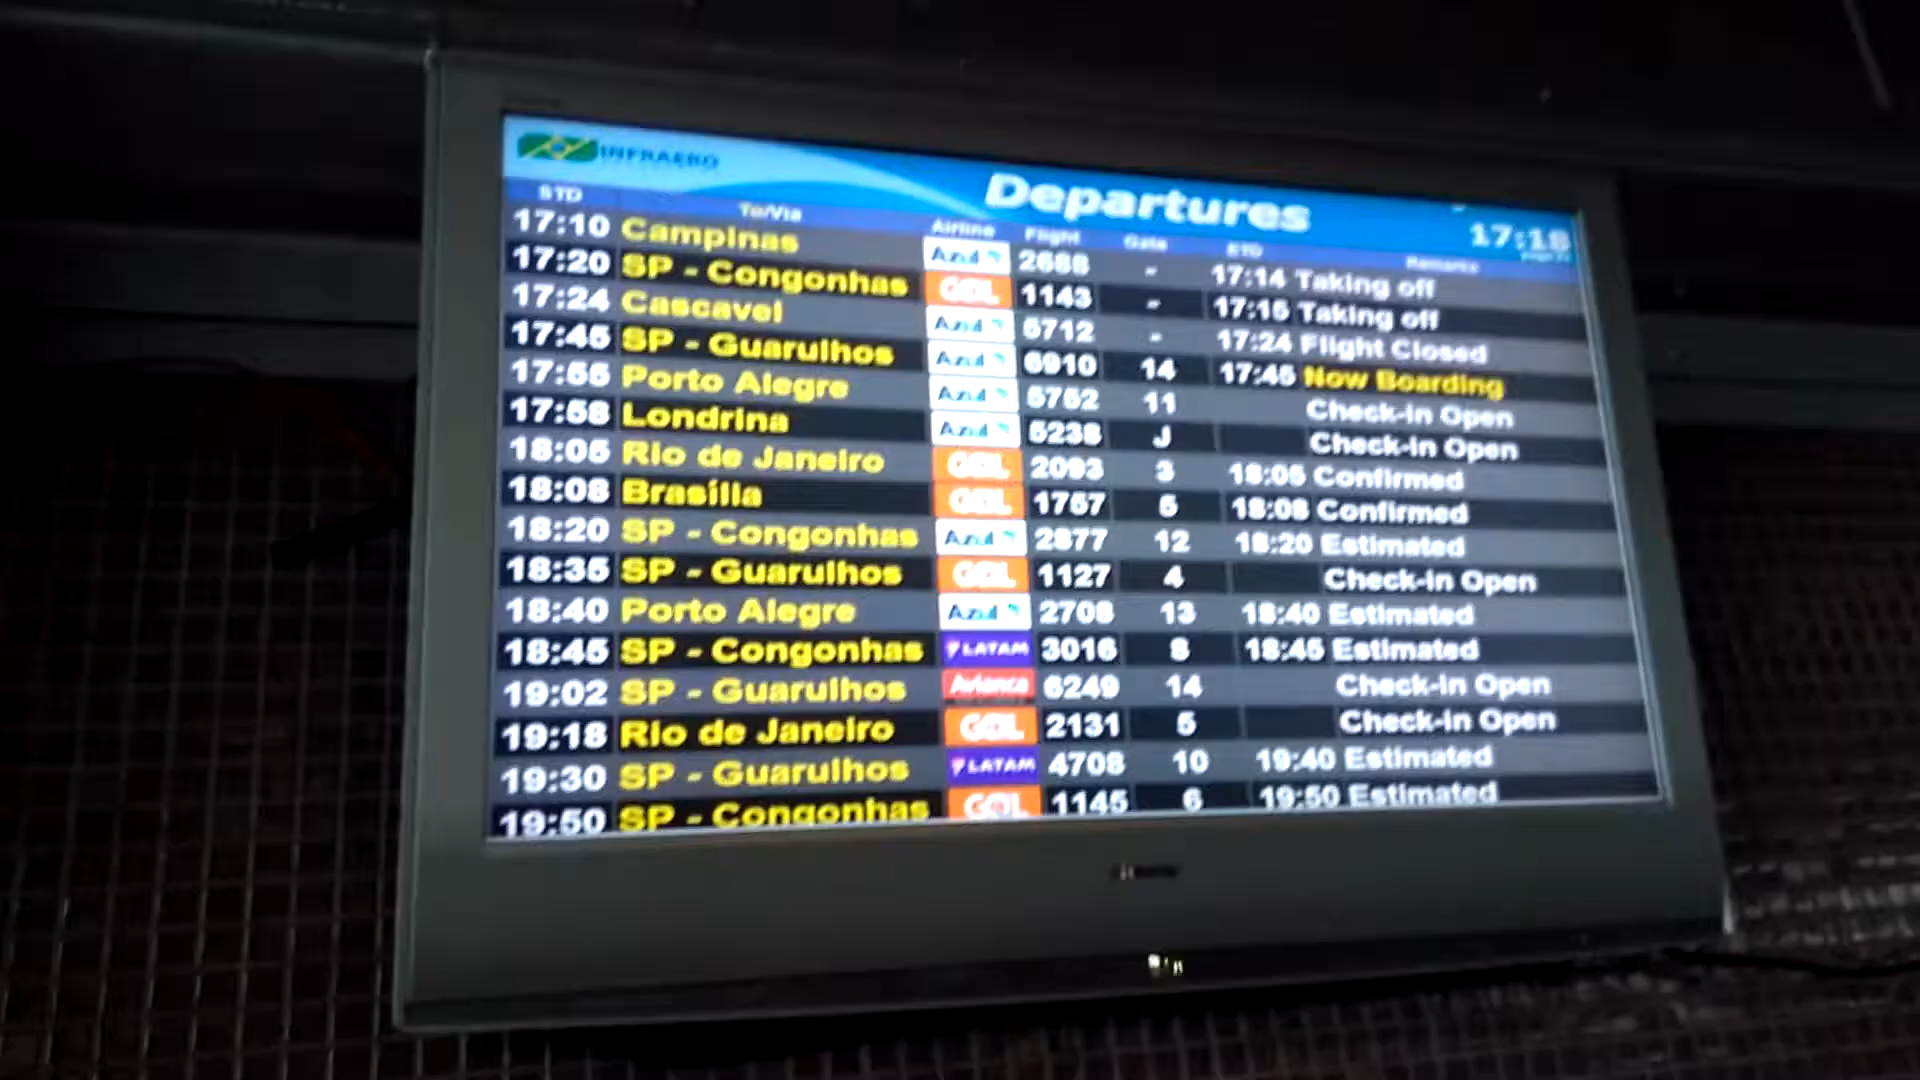 INFRAERO
Departures
17:18
STD To/Via Airline Flight Gate ETD Remarks
17:10 Campinas Azul 2688 - 17:14 Taking off
17:20 SP - Congonhas GOL 1143 - 17:15 Taking off
17:24 Cascavel Azul 5712 - 17:24 Flight Closed
17:45 SP - Guarulhos Azul 6910 14 17:45 Now Boarding
17:55 Porto Alegre Azul 5752 11 Check-in Open
17:58 Londrina Azul 5238 J Check-in Open
18:05 Rio de Janeiro GOL 2093 3 18:05 Confirmed
18:08 Brasília GOL 1757 5 18:08 Confirmed
18:20 SP - Congonhas Azul 2877 12 18:20 Estimated
18:35 SP - Guarulhos GOL 1127 4 Check-in Open
18:40 Porto Alegre Azul 2708 13 18:40 Estimated
18:45 SP - Congonhas LATAM 3016 8 18:45 Estimated
19:02 SP - Guarulhos Avianca 6249 14 Check-in Open
19:18 Rio de Janeiro GOL 2131 5 Check-in Open
19:30 SP - Guarulhos LATAM 4708 10 19:40 Estimated
19:50 SP - Congonhas GOL 1145 6 19:50 Estimated